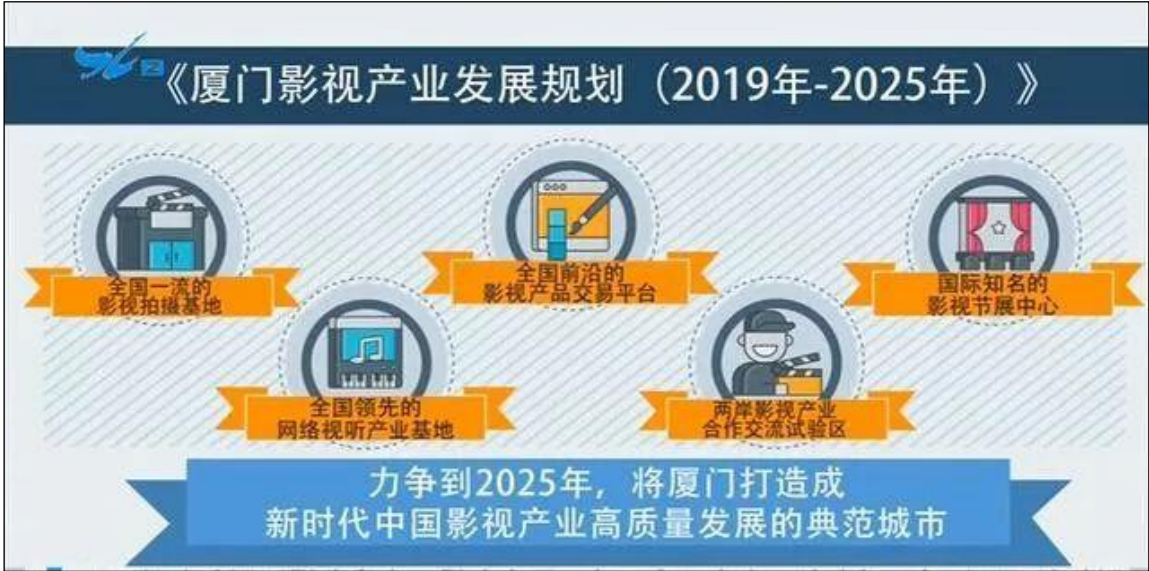 《厦门影视产业发展规划（2019年-2025年）》
全国一流的
影视拍摄基地
全国前沿的
影视产品交易平台
国际知名的
影视节展中心
全国领先的
网络视听产业基地
两岸影视产业
合作交流试验区
力争到2025年，将厦门打造成
新时代中国影视产业高质量发展的典范城市